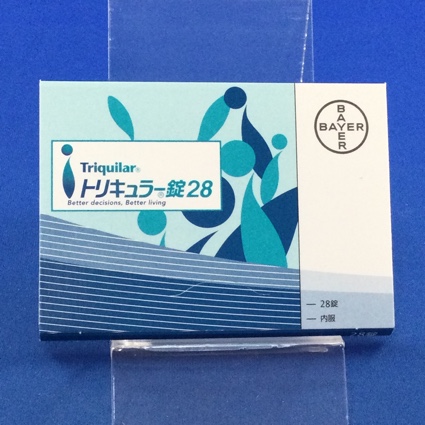 Triquilar®
トリキュラー®錠28
Better decisions, Better living
BAYER
BAYER
28錠
内服